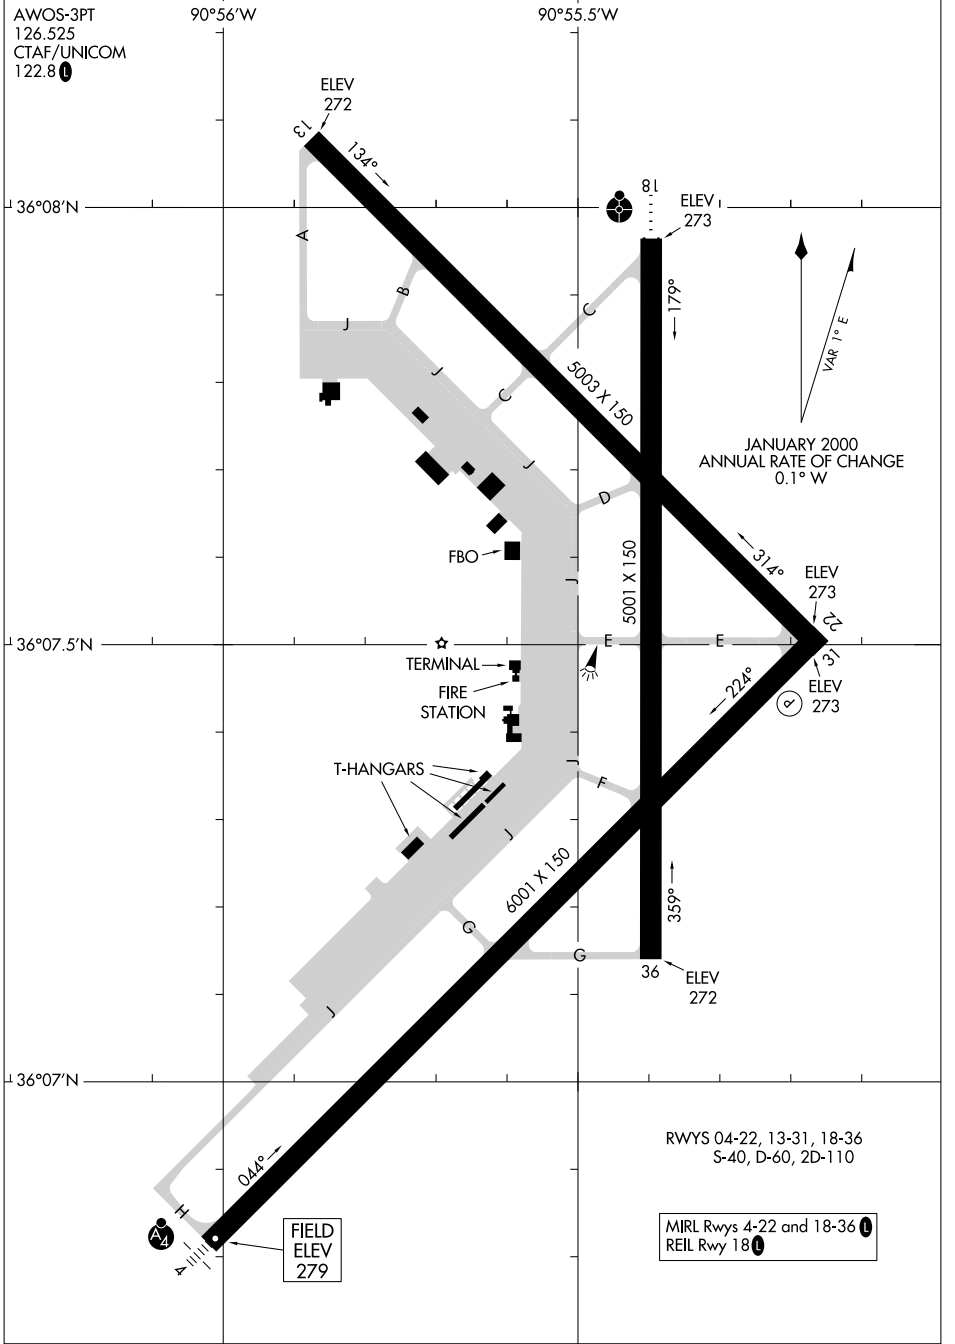 AWOS-3PT
126.525
CTAF/UNICOM
122.8 L
90°56'W
90°55.5'W
ELEV
272
13
134°
18
36°08'N
ELEV
273
A
B
C
179°
VAR 1° E
J
J
C
5003 X 150
JANUARY 2000
ANNUAL RATE OF CHANGE
0.1° W
J
D
FBO
J
5001 X 150
314°
ELEV
273
22
36°07.5'N
E
E
31
TERMINAL
FIRE
STATION
224°
P
ELEV
273
T-HANGARS
J
F
J
6001 X 150
359°
G
G
36
ELEV
272
J
36°07'N
RWYS 04-22, 13-31, 18-36
S-40, D-60, 2D-110
044°
H
A4
4
FIELD
ELEV
279
MIRL Rwys 4-22 and 18-36 L
REIL Rwy 18 L